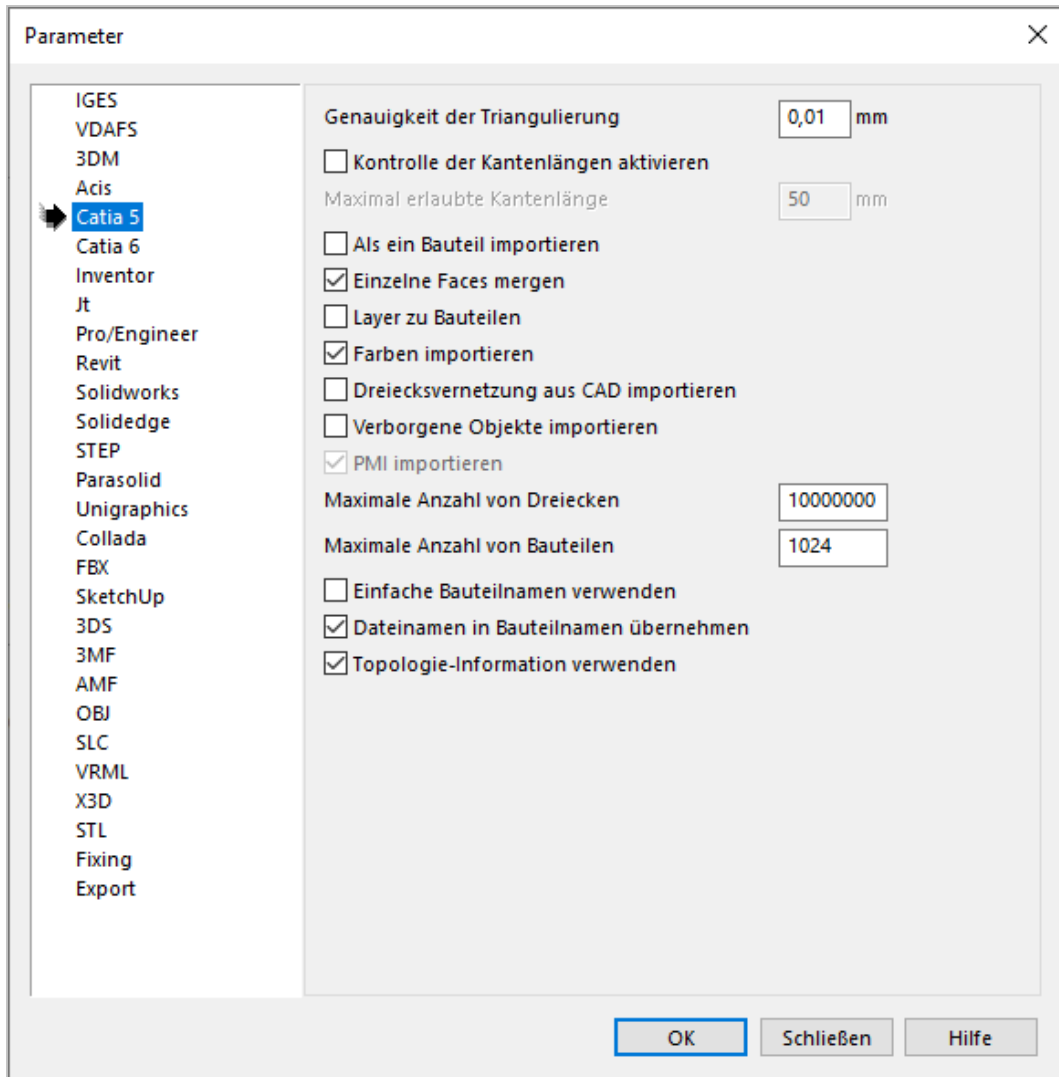 Parameter
IGES
VDAFS
3DM
Acis
Catia 5
Catia 6
Inventor
Jt
Pro/Engineer
Revit
Solidworks
Solidedge
STEP
Parasolid
Unigraphics
Collada
FBX
SketchUp
3DS
3MF
AMF
OBJ
SLC
VRML
X3D
STL
Fixing
Export
Genauigkeit der Triangulierung 0,01 mm
Kontrolle der Kantenlängen aktivieren
Maximal erlaubte Kantenlänge 50 mm
Als ein Bauteil importieren
Einzelne Faces mergen
Layer zu Bauteilen
Farben importieren
Dreiecksvernetzung aus CAD importieren
Verborgene Objekte importieren
PMI importieren
Maximale Anzahl von Dreiecken 10000000
Maximale Anzahl von Bauteilen 1024
Einfache Bauteilnamen verwenden
Dateinamen in Bauteilnamen übernehmen
Topologie-Information verwenden
OK Schließen Hilfe